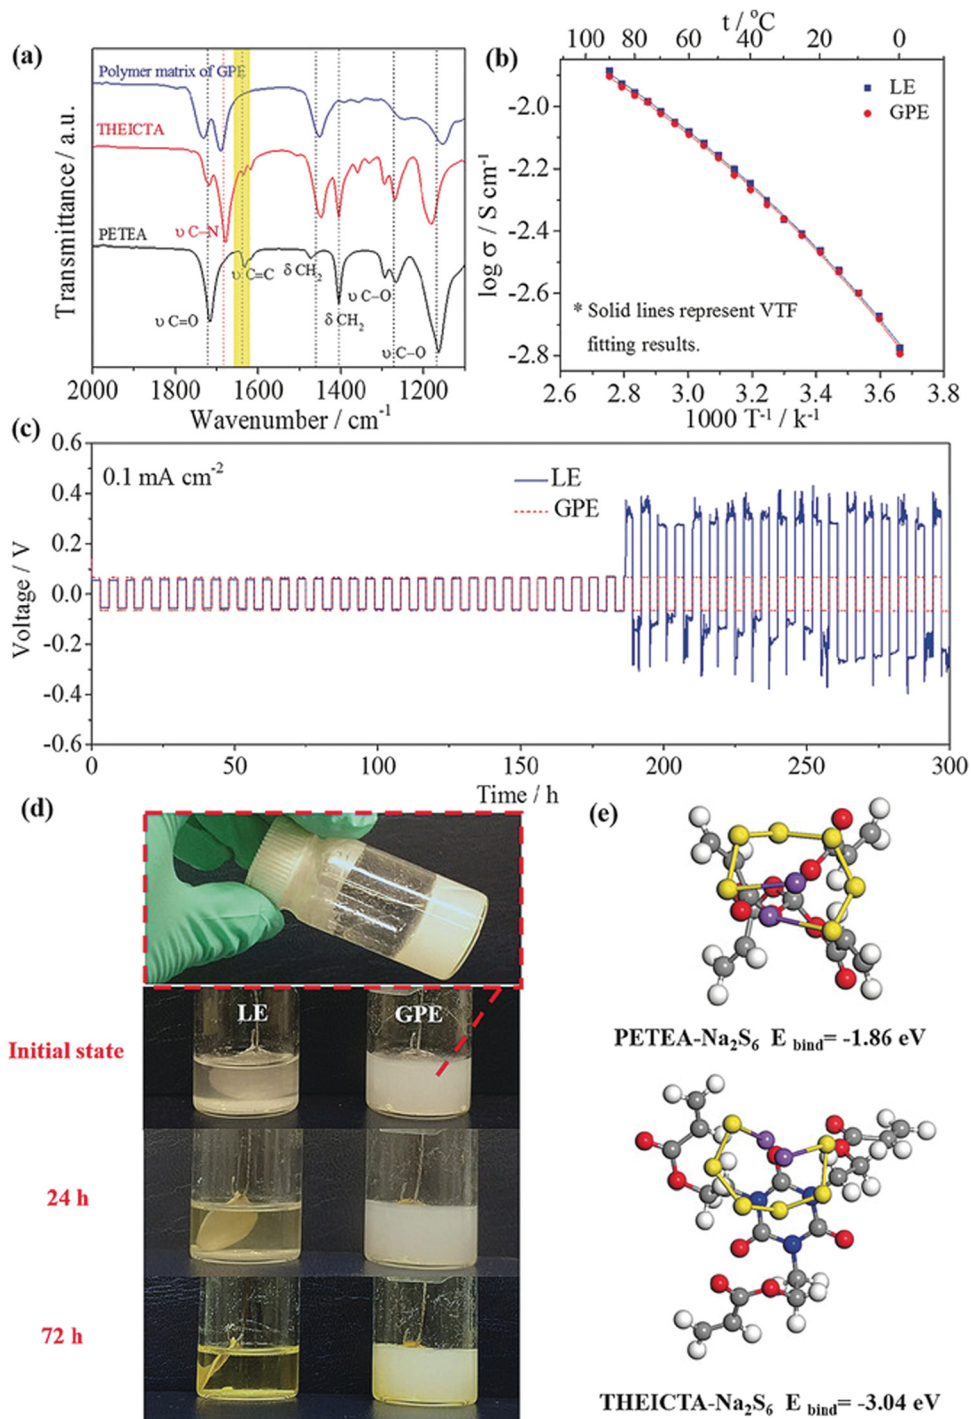 (a)
Polymer matrix of GPE
THEICTA
υ C–N
PETEA
υ C=C
δ CH2
υ C–O
υ C=O
δ CH2
υ C–O
Transmittance / a.u.
2000 1800 1600 1400 1200
Wavenumber / cm-1
(b)
t / oC
100 80 60 40 20 0
LE
GPE
log σ / S cm-1
-2.0
-2.2
-2.4
-2.6
-2.8
* Solid lines represent VTF
fitting results.
2.6 2.8 3.0 3.2 3.4 3.6 3.8
1000 T-1 / k-1
(c)
0.1 mA cm-2
LE
GPE
Voltage / V
0.6
0.4
0.2
0.0
-0.2
-0.4
-0.6
0 50 100 150 200 250 300
Time / h
(d)
LE GPE
Initial state
24 h
72 h
(e)
PETEA-Na2S6 E bind= -1.86 eV
THEICTA-Na2S6 E bind= -3.04 eV